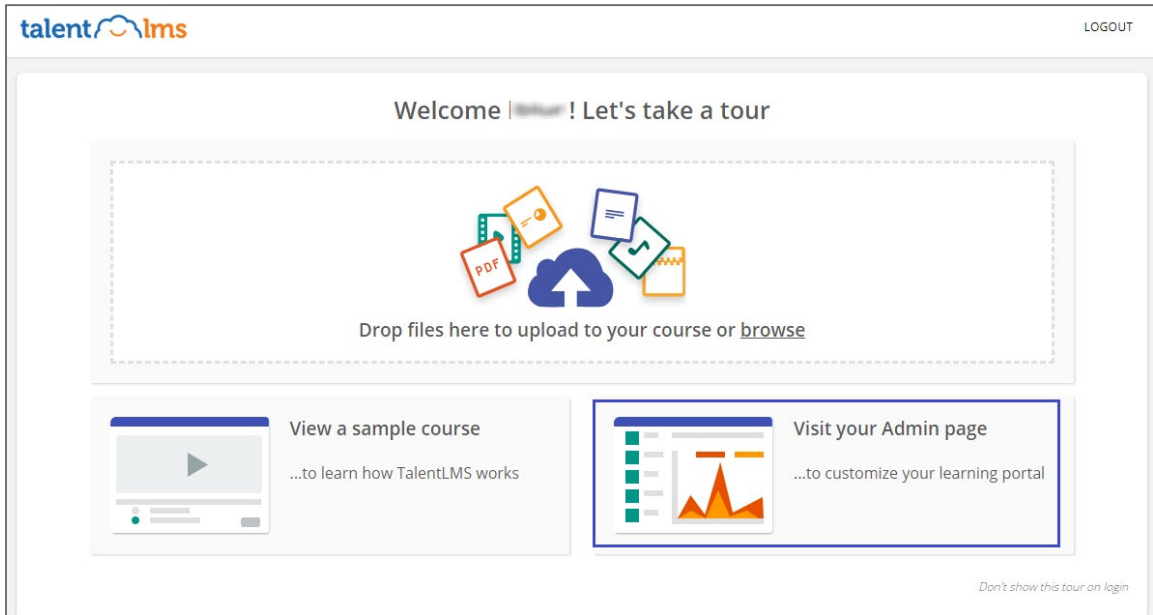 talentlms
LOGOUT
Welcome ! Let's take a tour
PDF
Drop files here to upload to your course or browse
View a sample course
...to learn how TalentLMS works
Visit your Admin page
...to customize your learning portal
Don't show this tour on login